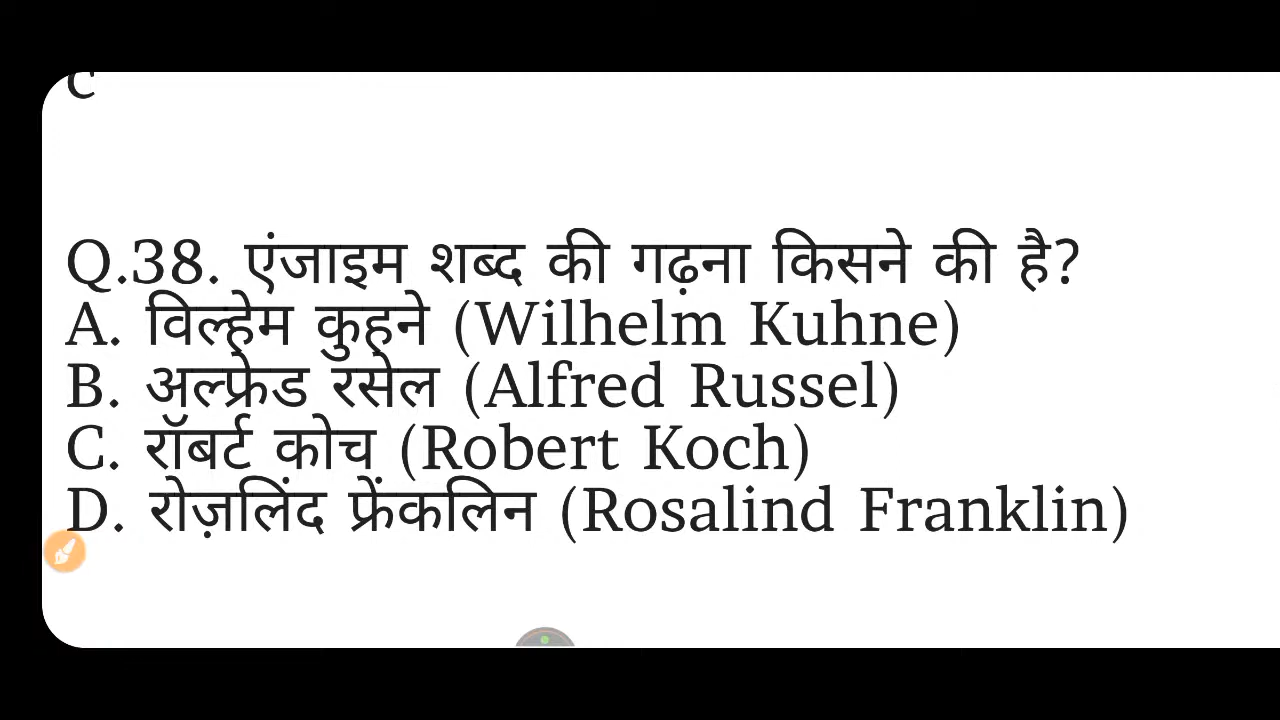 c
Q.38. एंजाइम शब्द की गढ़ना किसने की है?
A. विल्हेम कुहने (Wilhelm Kuhne)
B. अल्फ्रेड रसेल (Alfred Russel)
C. रॉबर्ट कोच (Robert Koch)
D. रोज़लिंद फ्रेंकलिन (Rosalind Franklin)